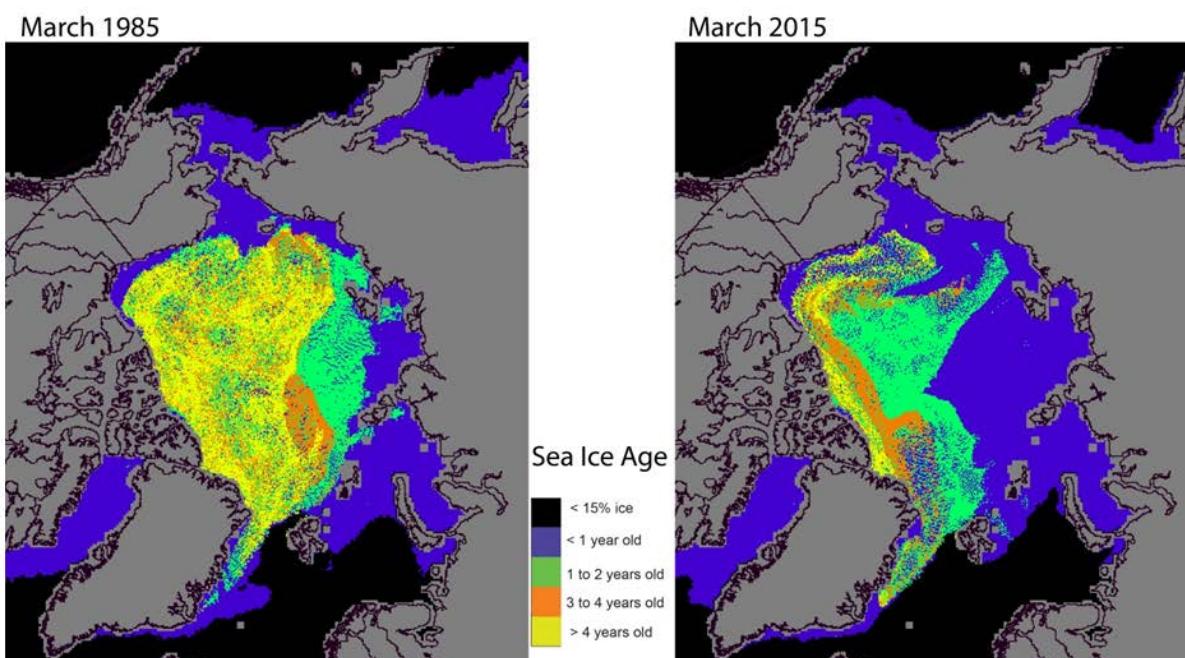 March 1985
March 2015
Sea Ice Age
< 15% ice
< 1 year old
1 to 2 years old
3 to 4 years old
> 4 years old